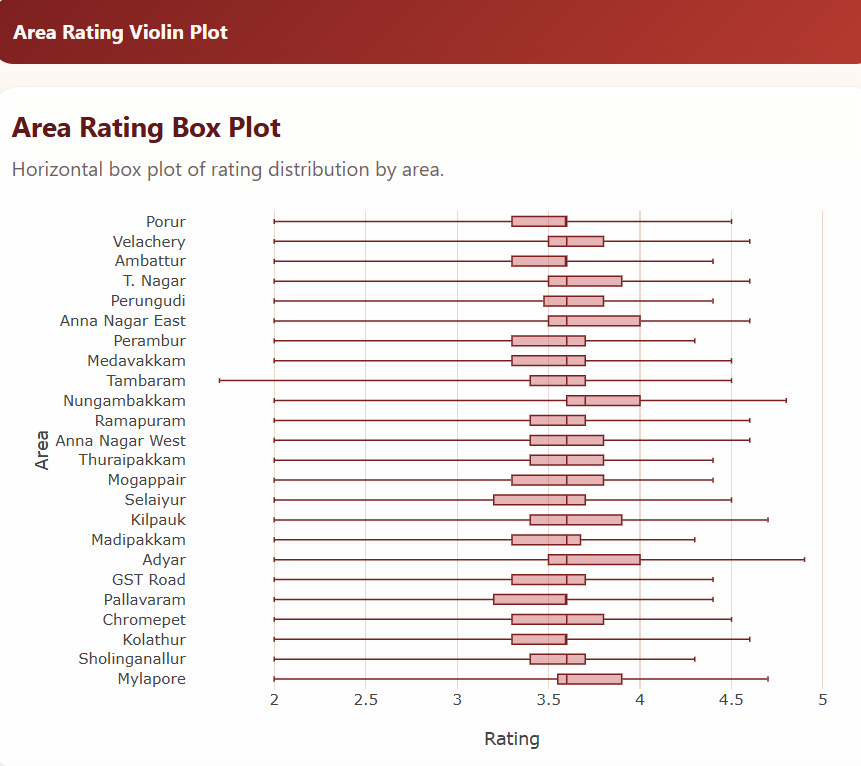 Area Rating Violin Plot
Area Rating Box Plot
Horizontal box plot of rating distribution by area.
Porur
Velachery
Ambattur
T. Nagar
Perungudi
Anna Nagar East
Perambur
Medavakkam
Tambaram
Nungambakkam
Ramapuram
Anna Nagar West
Thuraipakkam
Mogappair
Selaiyur
Kilpauk
Madipakkam
Adyar
GST Road
Pallavaram
Chromepet
Kolathur
Sholinganallur
Mylapore
Area
2 2.5 3 3.5 4 4.5 5
Rating